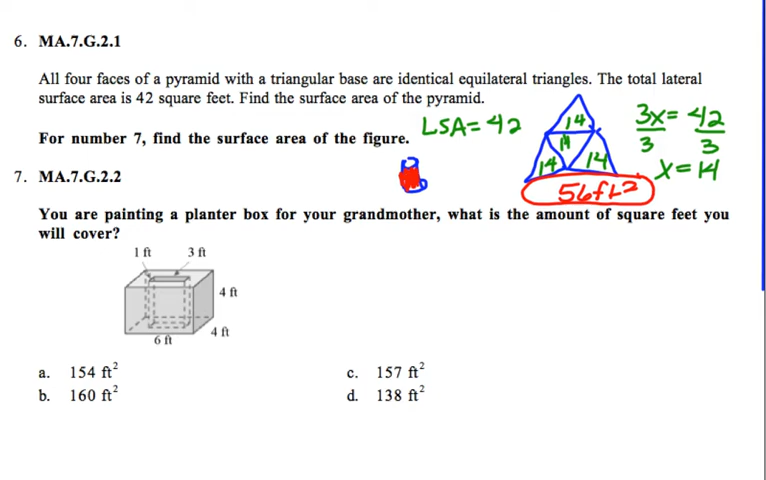 6. MA.7.G.2.1
All four faces of a pyramid with a triangular base are identical equilateral triangles. The total lateral
surface area is 42 square feet. Find the surface area of the pyramid.
LSA=42
14
14
14
14
56ft2
3x=42
3 3
x=14
For number 7, find the surface area of the figure.
7. MA.7.G.2.2
You are painting a planter box for your grandmother, what is the amount of square feet you
will cover?
1 ft 3 ft
4 ft
4 ft
6 ft
a. 154 ft² c. 157 ft²
b. 160 ft² d. 138 ft²